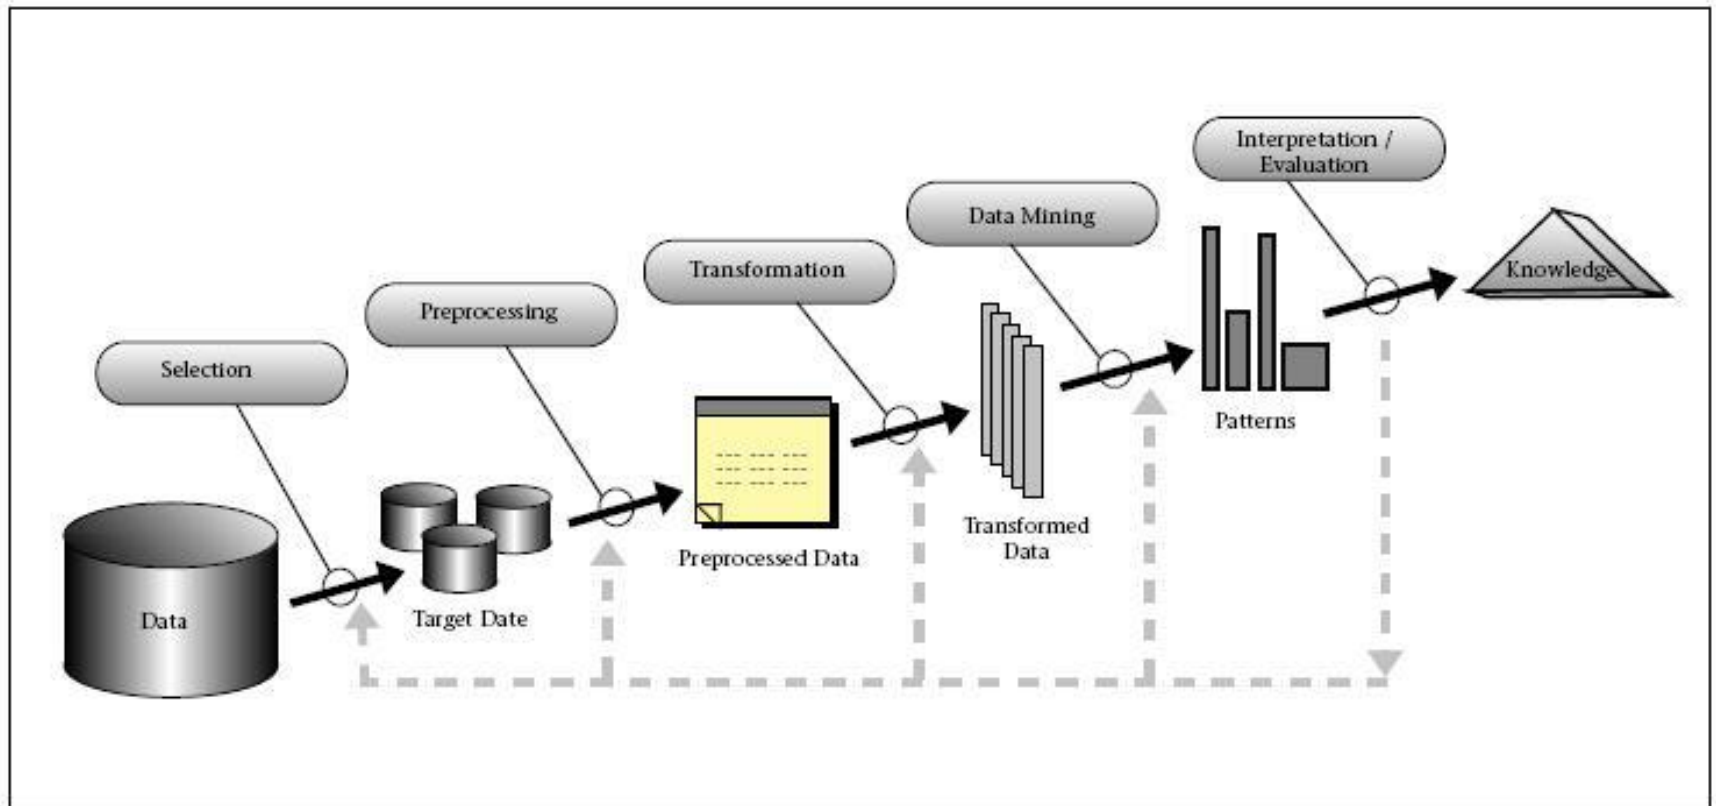 Interpretation /
Evaluation
Data Mining
Transformation
Knowledge
Preprocessing
Selection
Patterns
Transformed
Data
Preprocessed Data
Target Date
Data